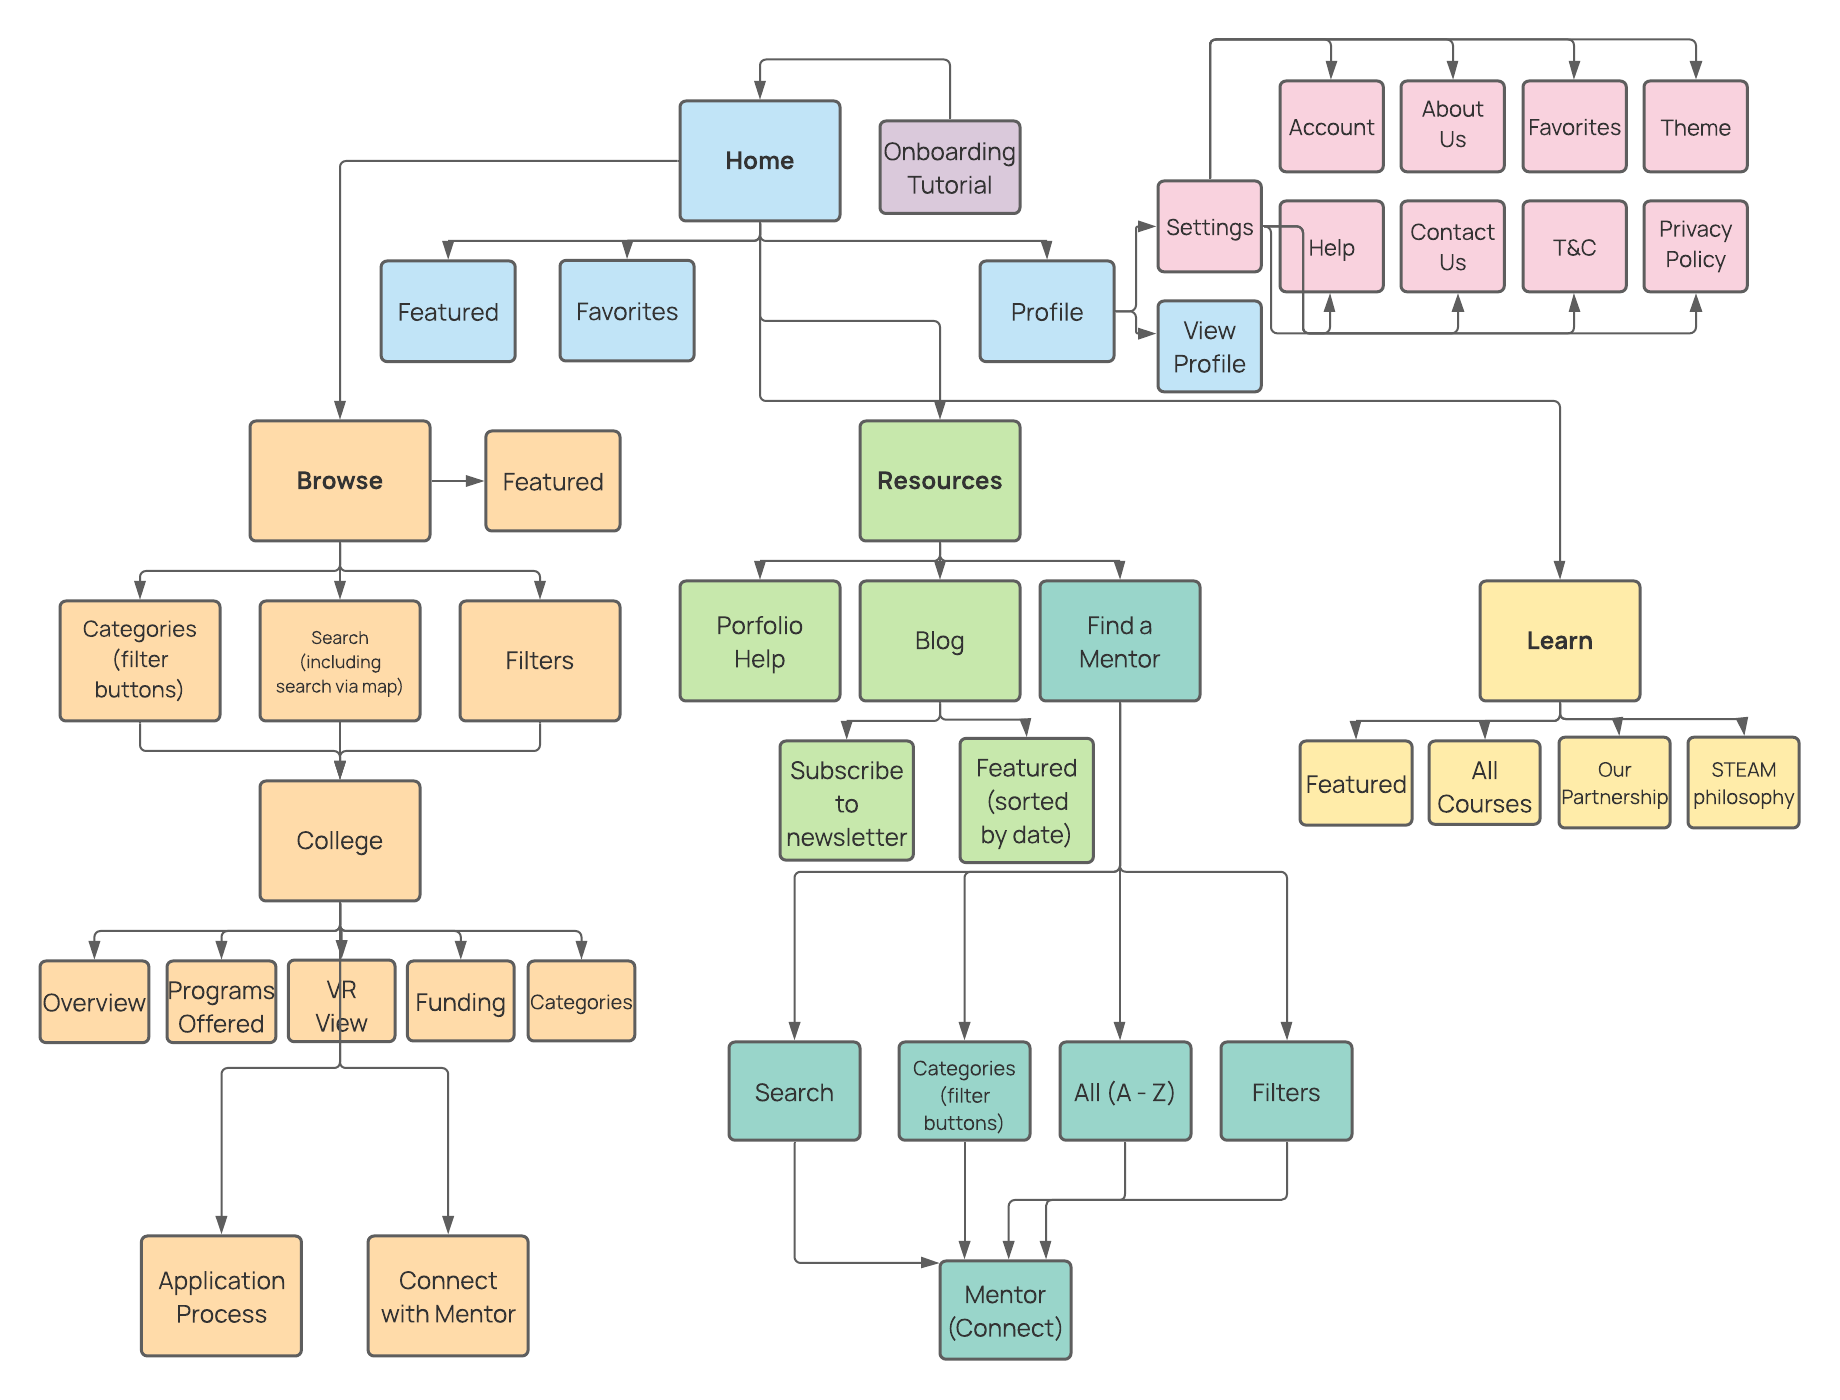 Home
Onboarding
Tutorial
Account
About
Us
Favorites
Theme
Settings
Help
Contact
Us
T&C
Privacy
Policy
Featured
Favorites
Profile
View
Profile
Browse
Featured
Resources
Categories
(filter
buttons)
Search
(including
search via map)
Filters
Porfolio
Help
Blog
Find a
Mentor
Learn
Subscribe
to
newsletter
Featured
(sorted
by date)
Featured
All
Courses
Our
Partnership
STEAM
philosophy
College
Overview
Programs
Offered
VR
View
Funding
Categories
Search
Categories
(filter
buttons)
All (A - Z)
Filters
Application
Process
Connect
with Mentor
Mentor
(Connect)